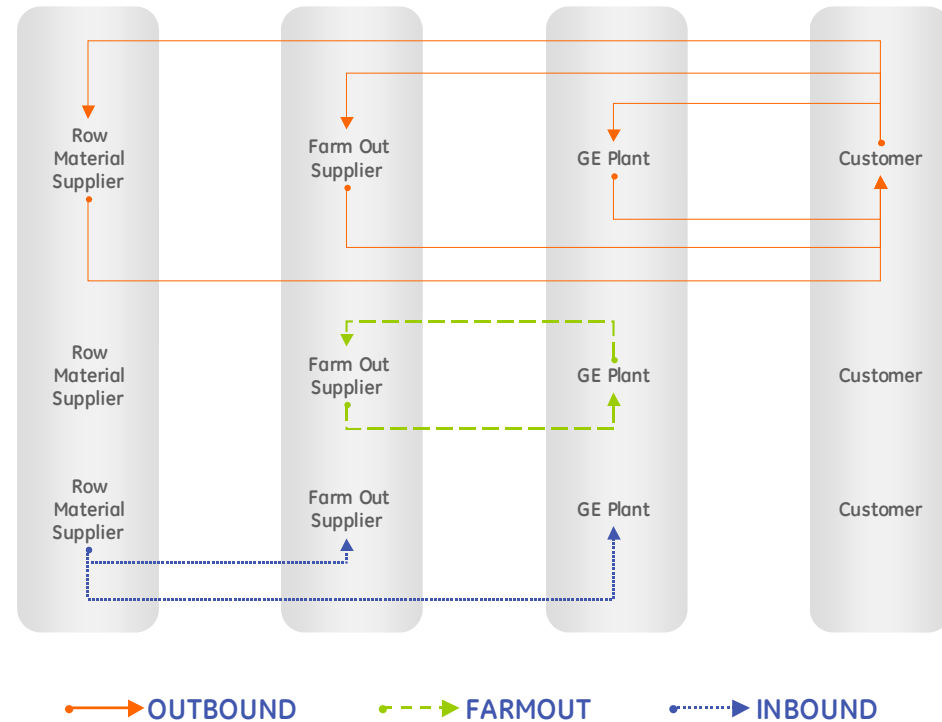 Row
Material
Supplier
Farm Out
Supplier
GE Plant
Customer
Row
Material
Supplier
Farm Out
Supplier
GE Plant
Customer
Row
Material
Supplier
Farm Out
Supplier
GE Plant
Customer
OUTBOUND
FARMOUT
INBOUND